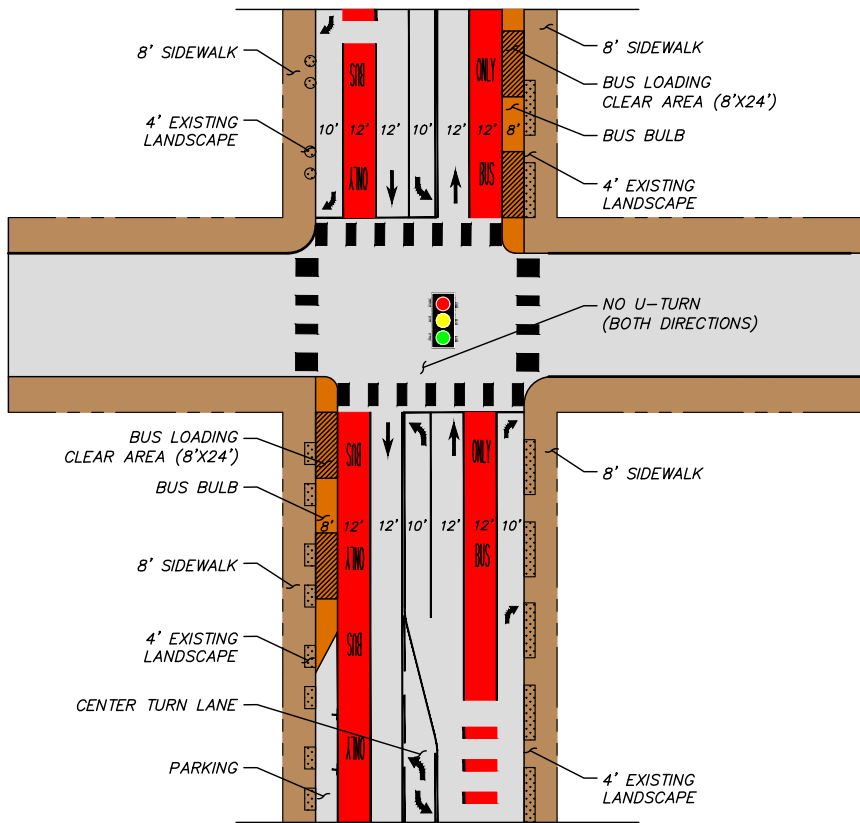 8' SIDEWALK
4' EXISTING
LANDSCAPE
8' SIDEWALK
BUS LOADING
CLEAR AREA (8'X24')
BUS BULB
4' EXISTING
LANDSCAPE
BUS
ONLY
10' 12' 12' 10' 12' 12' 8'
ONLY
BUS
NO U-TURN
(BOTH DIRECTIONS)
BUS LOADING
CLEAR AREA (8'X24')
BUS BULB
8' SIDEWALK
4' EXISTING
LANDSCAPE
CENTER TURN LANE
PARKING
BUS
ONLY
8' 12' 12' 10' 12' 12' 10'
ONLY
BUS
BUS
ONLY
8' SIDEWALK
4' EXISTING
LANDSCAPE